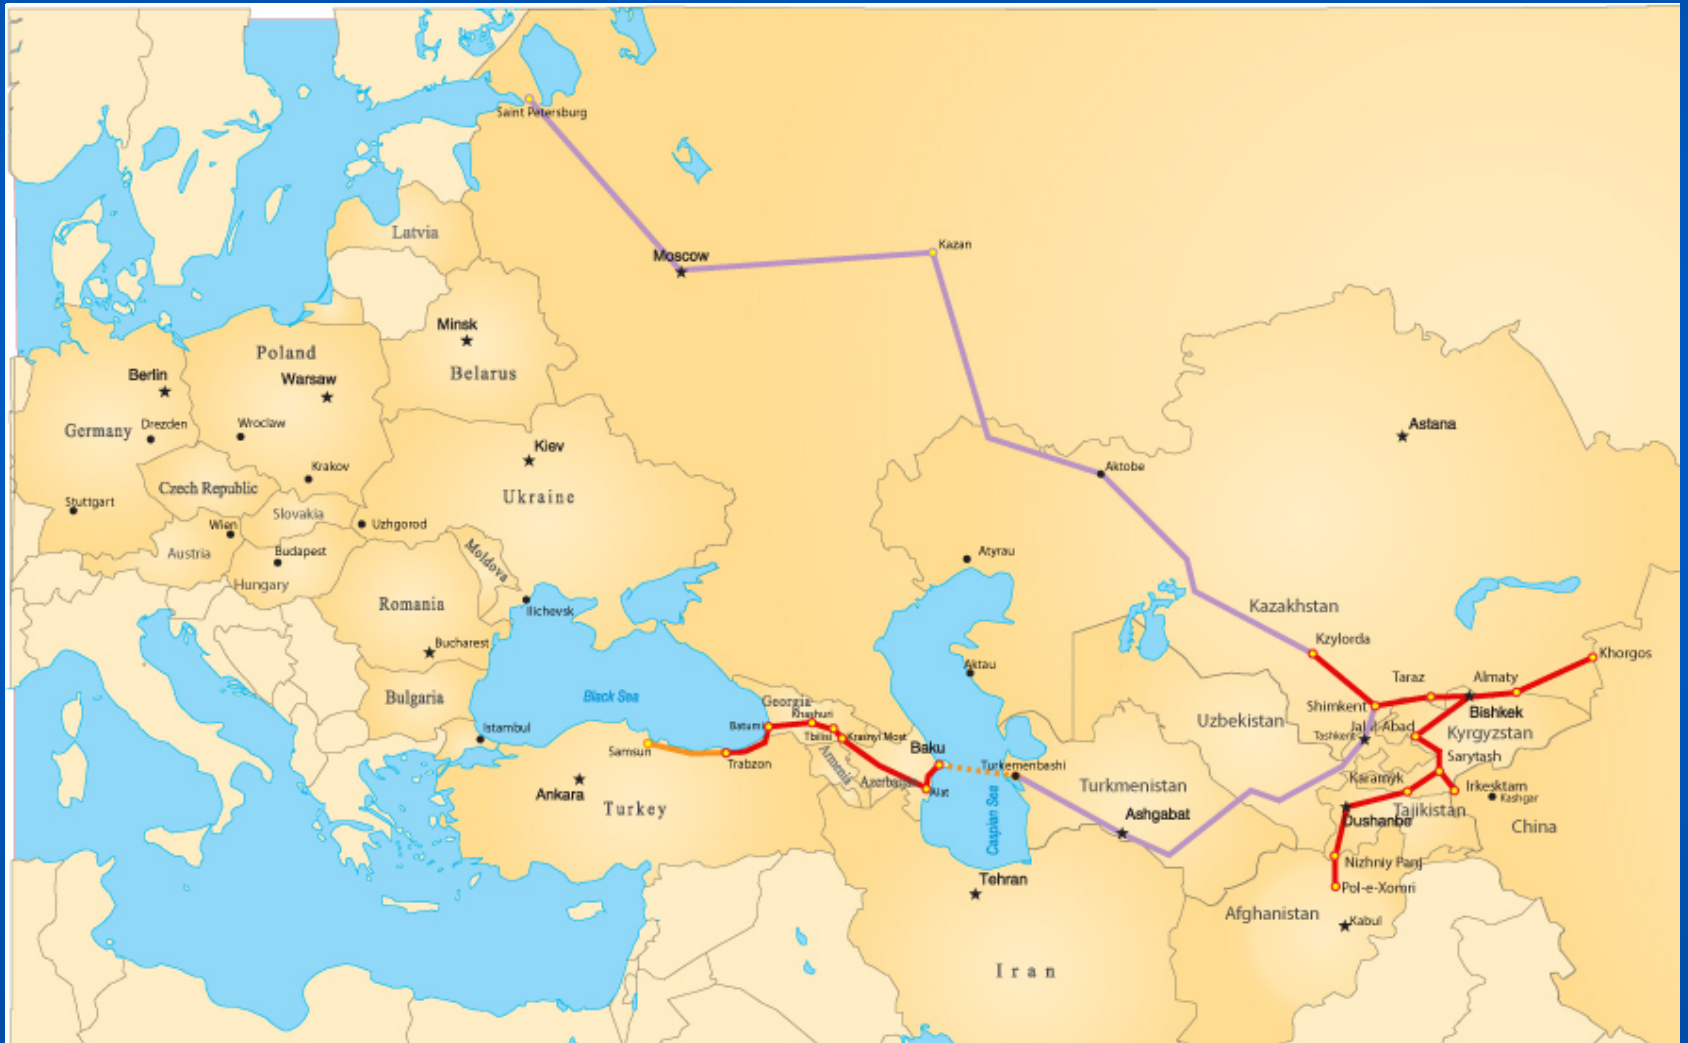 Saint Petersburg
Latvia
Moscow
Kazan
Minsk
Poland
Berlin
Warsaw
Belarus
Germany
Drezden
Wroclaw
Astana
Kiev
Krakov
Aktobe
Czech Republic
Ukraine
Stuttgart
Slovakia
Wien
Uzhgorod
Austria
Budapest
Moldova
Atyrau
Hungary
Romania
Ilichevsk
Kazakhstan
Bucharest
Kzylorda
Khorgos
Aktau
Taraz
Almaty
Bulgaria
Black Sea
Georgia
Shimkent
Bishkek
Khashuri
Uzbekistan
Istambul
Batumi
Tbilisi
Krasnyi Most
Jalal-Abad
Tashkent
Kyrgyzstan
Samsun
Trabzon
Armenia
Baku
Turkemenbashi
Sarytash
Azerbaijan
Alat
Karamyk
Irkesktam
Kashgar
Turkmenistan
Ankara
Turkey
Caspian Sea
Ashgabat
Tajikistan
Dushanbe
China
Nizhniy Panj
Tehran
Pol-e-Xomri
Afghanistan
Kabul
Iran